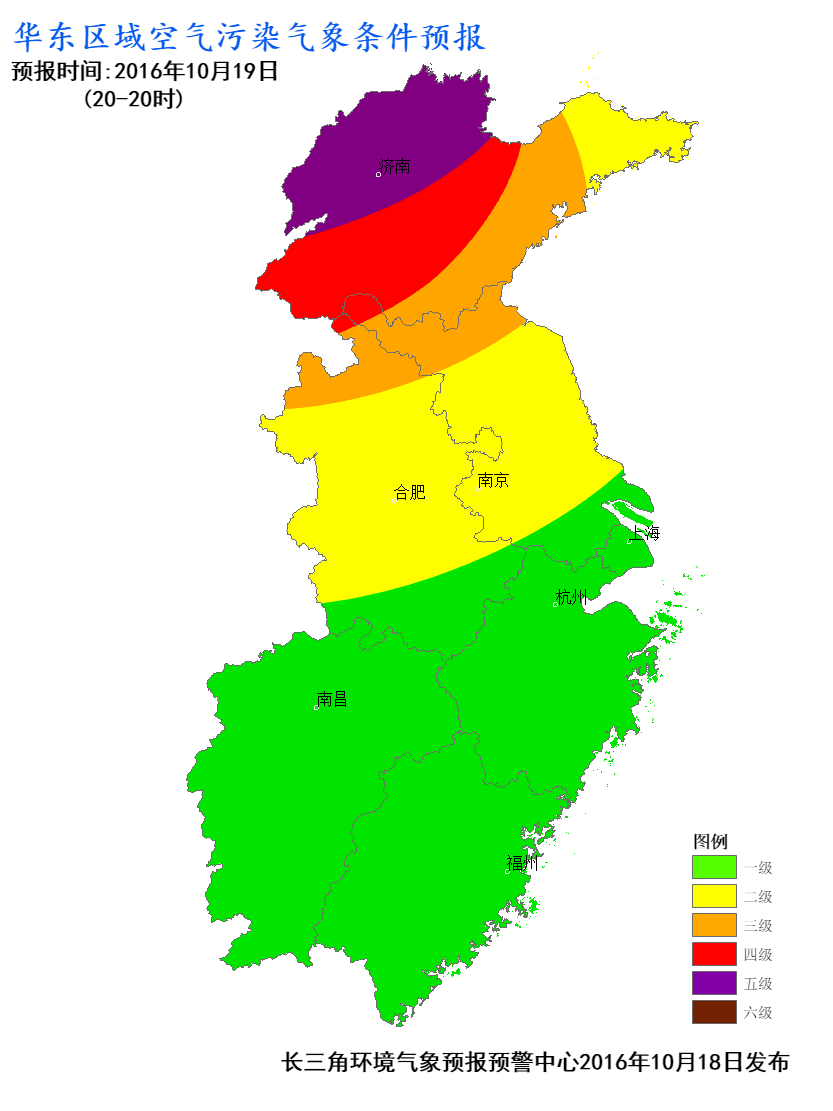 华东区域空气污染气象条件预报
预报时间:2016年10月19日
(20-20时)
济南
合肥
南京
上海
杭州
南昌
福州
图例
一级
二级
三级
四级
五级
六级
长三角环境气象预报预警中心2016年10月18日发布